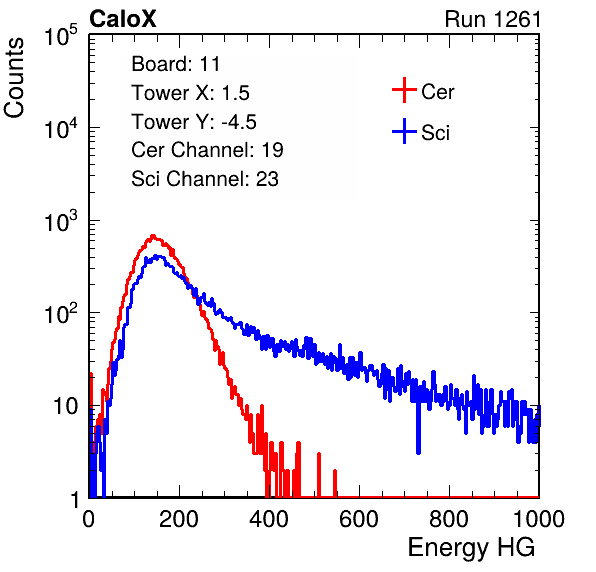 CaloX Run 1261
Counts
Board: 11
Tower X: 1.5
Tower Y: -4.5
Cer Channel: 19
Sci Channel: 23
Cer
Sci
10^5
10^4
10^3
10^2
10
1
0 200 400 600 800 1000
Energy HG